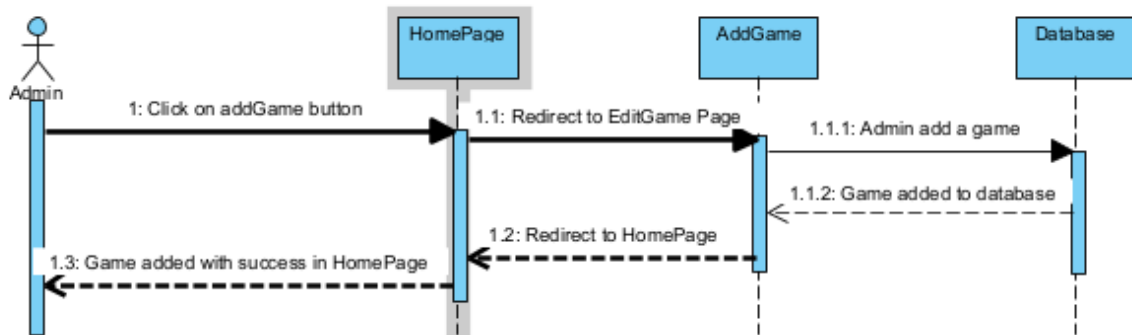 HomePage
AddGame
Database
Admin
1: Click on addGame button
1.1: Redirect to EditGame Page
1.1.1: Admin add a game
1.1.2: Game added to database
1.2: Redirect to HomePage
1.3: Game added with success in HomePage